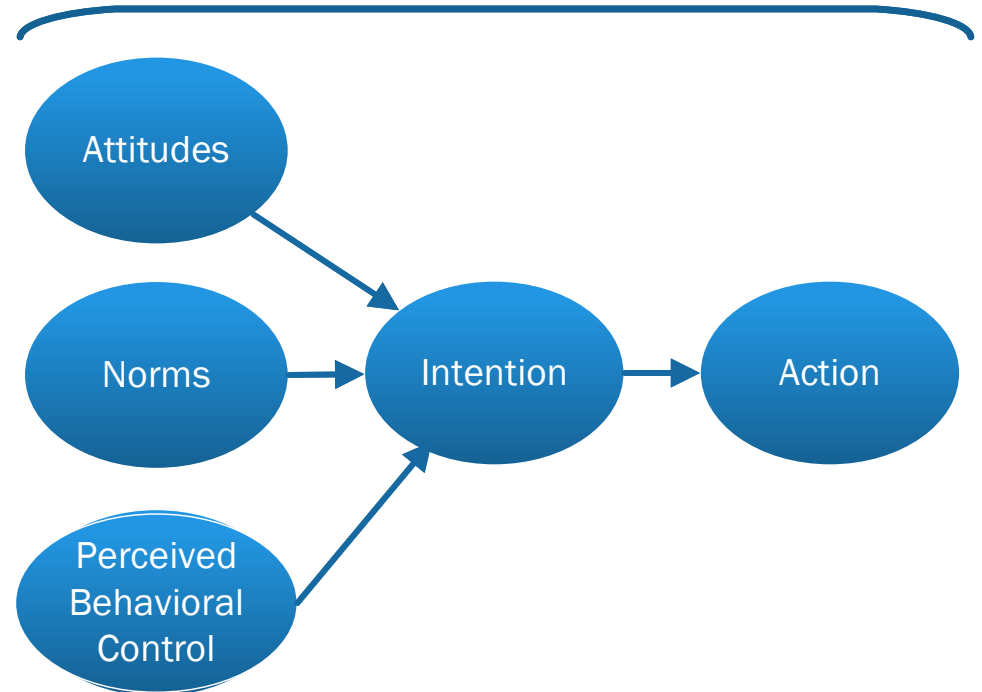 Attitudes
Norms
Intention
Action
Perceived
Behavioral
Control